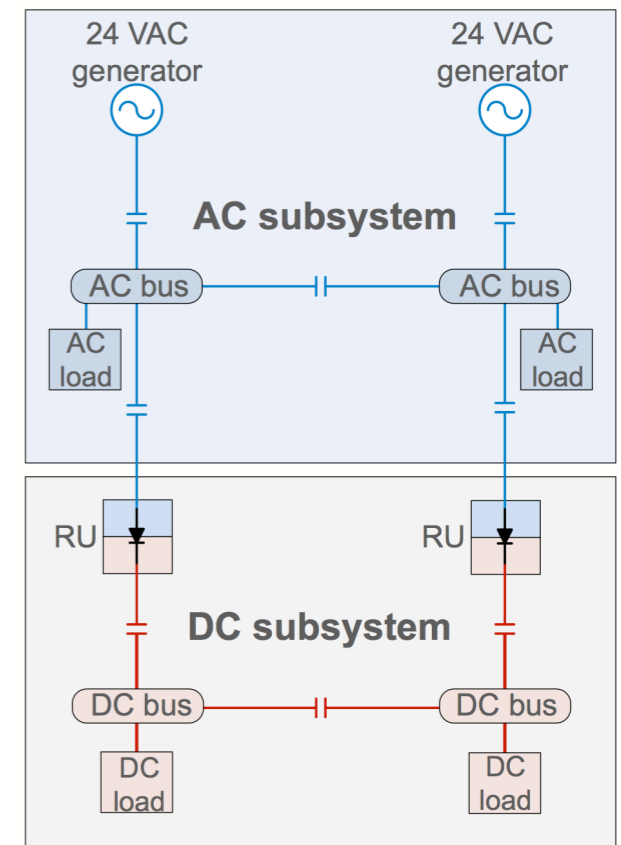 24 VAC
generator
24 VAC
generator
AC subsystem
AC bus
AC bus
AC
load
AC
load
RU
RU
DC subsystem
DC bus
DC bus
DC
load
DC
load